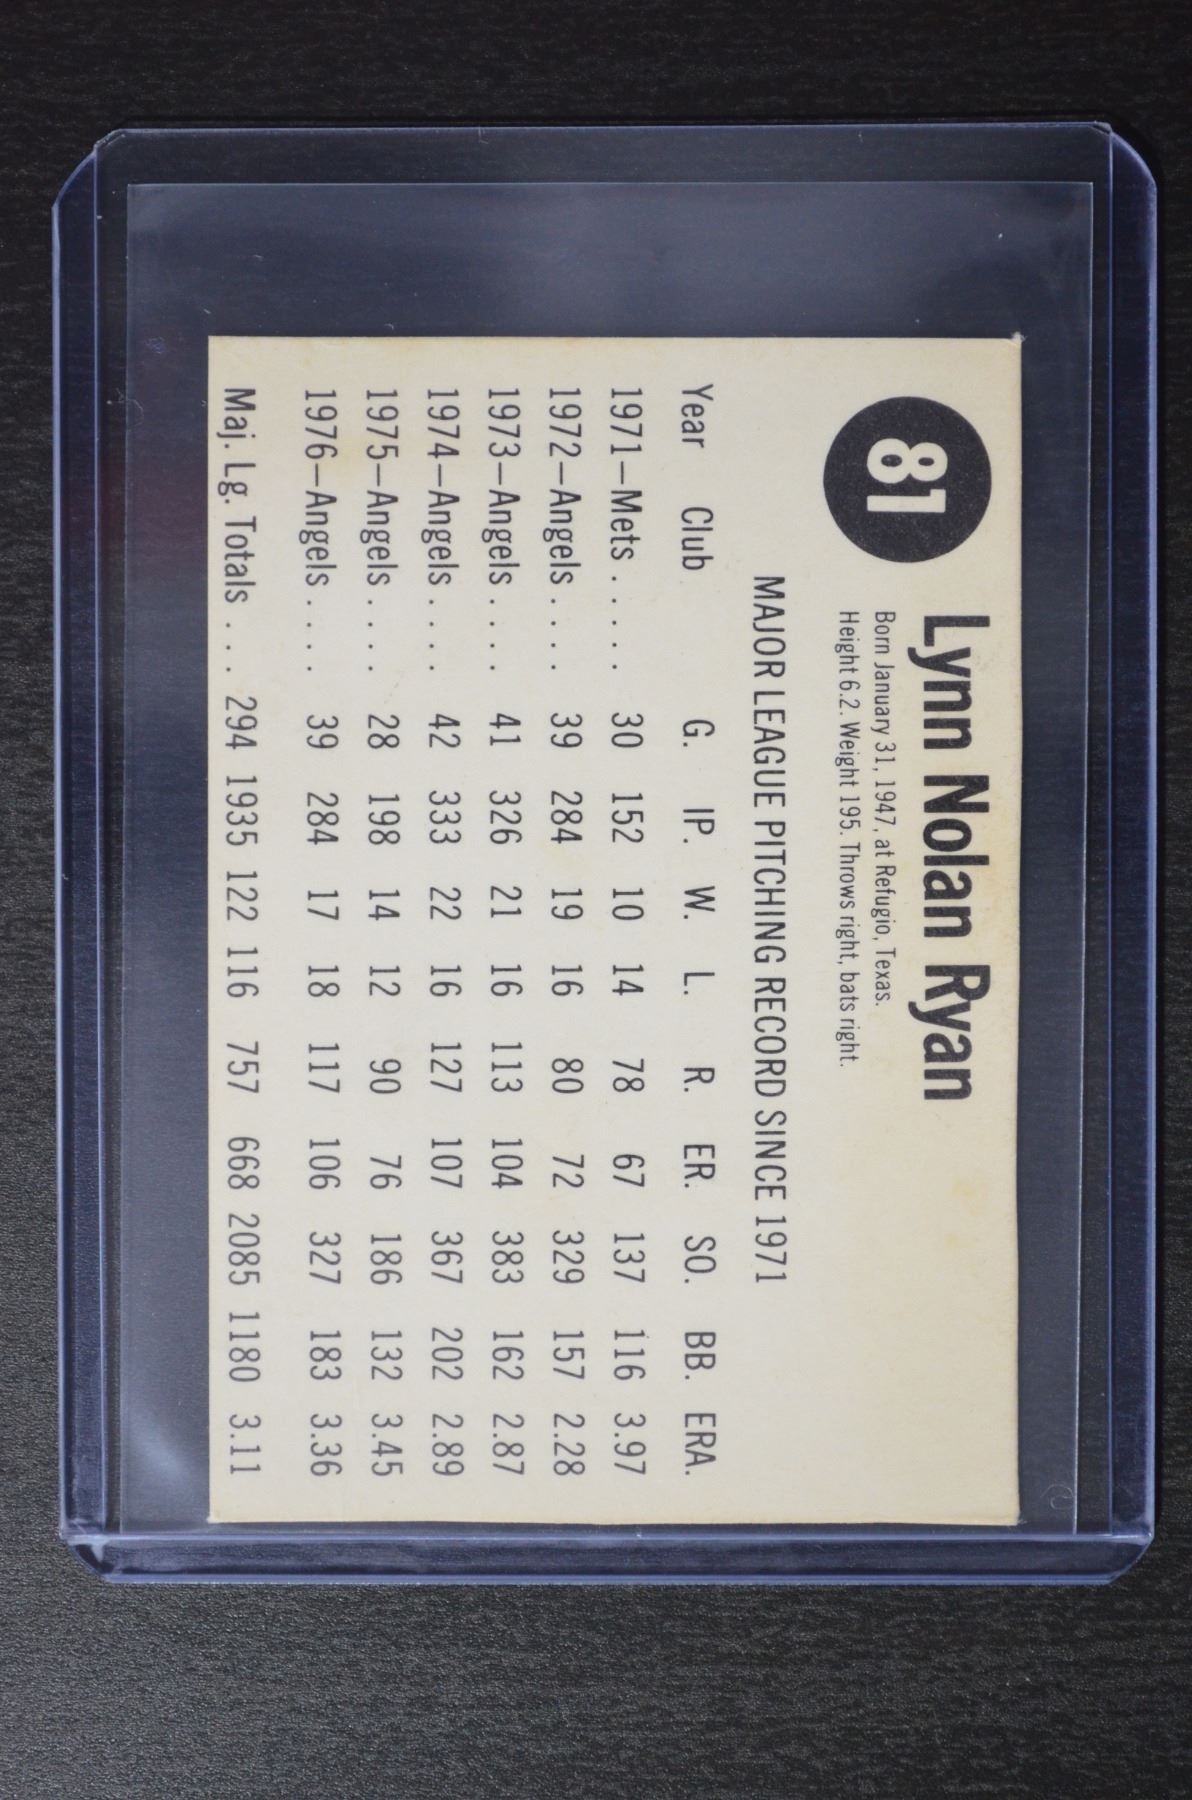 81
Lynn Nolan Ryan
Born January 31, 1947, at Refugio, Texas.
Height 6.2. Weight 195. Throws right, bats right.
MAJOR LEAGUE PITCHING RECORD SINCE 1971
Year Club G. IP. W. L. R. ER. SO. BB. ERA.
1971—Mets . . . . 30 152 10 14 78 67 137 116 3.97
1972—Angels . . . . 39 284 19 16 80 72 329 157 2.28
1973—Angels . . . . 41 326 21 16 113 104 383 162 2.87
1974—Angels . . . . 42 333 22 16 127 107 367 202 2.89
1975—Angels . . . . 28 198 14 12 90 76 186 132 3.45
1976—Angels . . . . 39 284 17 18 117 106 327 183 3.36
Maj. Lg. Totals . . . 294 1935 122 116 757 668 2085 1180 3.11